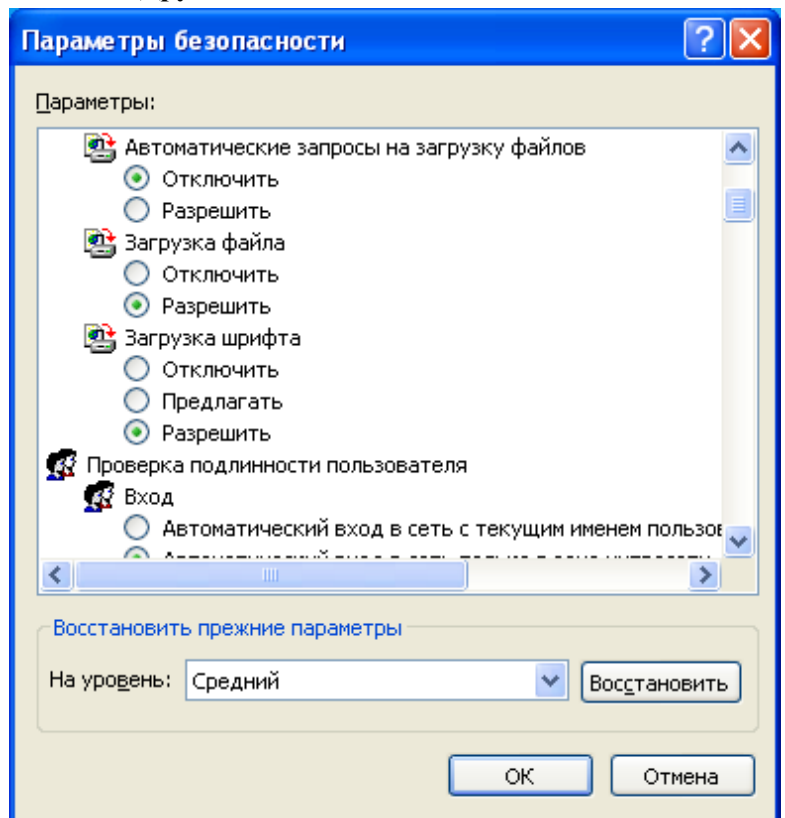 Параметры безопасности
Параметры:
Автоматические запросы на загрузку файлов
Отключить
Разрешить
Загрузка файла
Отключить
Разрешить
Загрузка шрифта
Отключить
Предлагать
Разрешить
Проверка подлинности пользователя
Вход
Автоматический вход в сеть с текущим именем пользов
Восстановить прежние параметры
На уровень: Средний Восстановить
ОК Отмена